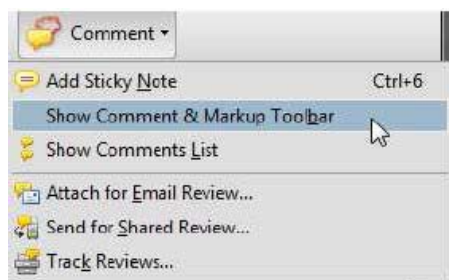 Comment
Add Sticky Note Ctrl+6
Show Comment & Markup Toolbar
Show Comments List
Attach for Email Review...
Send for Shared Review...
Track Reviews...